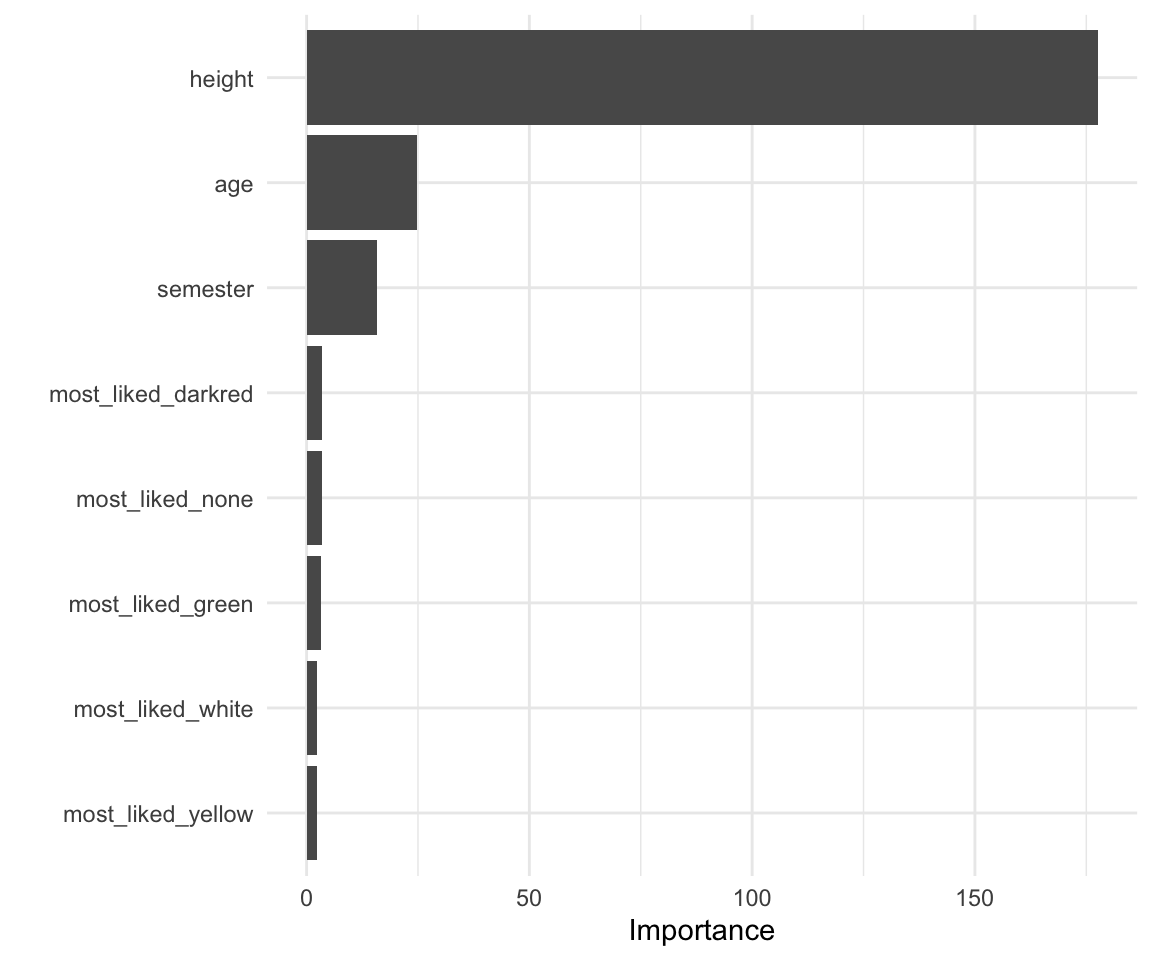 height
age
semester
most_liked_darkred
most_liked_none
most_liked_green
most_liked_white
most_liked_yellow
0 50 100 150
Importance